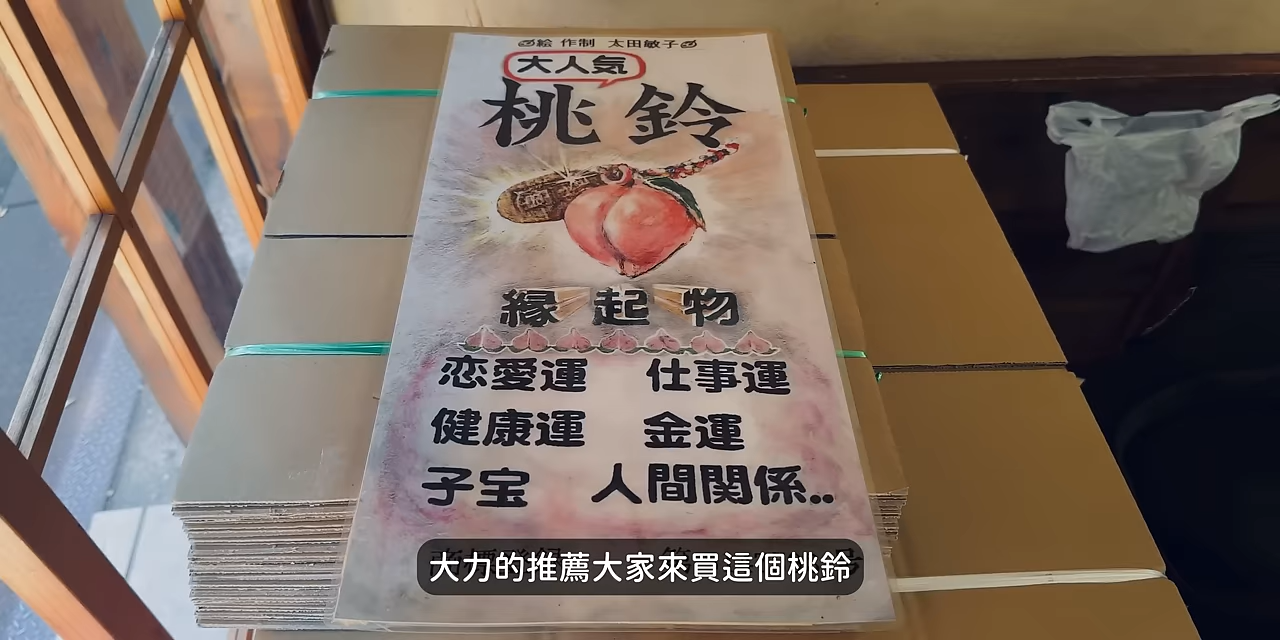 絵 作制 太田敏子
大人気
桃鈴
縁起物
恋愛運 仕事運
健康運 金運
子宝 人間関係..
大力的推薦大家來買這個桃鈴